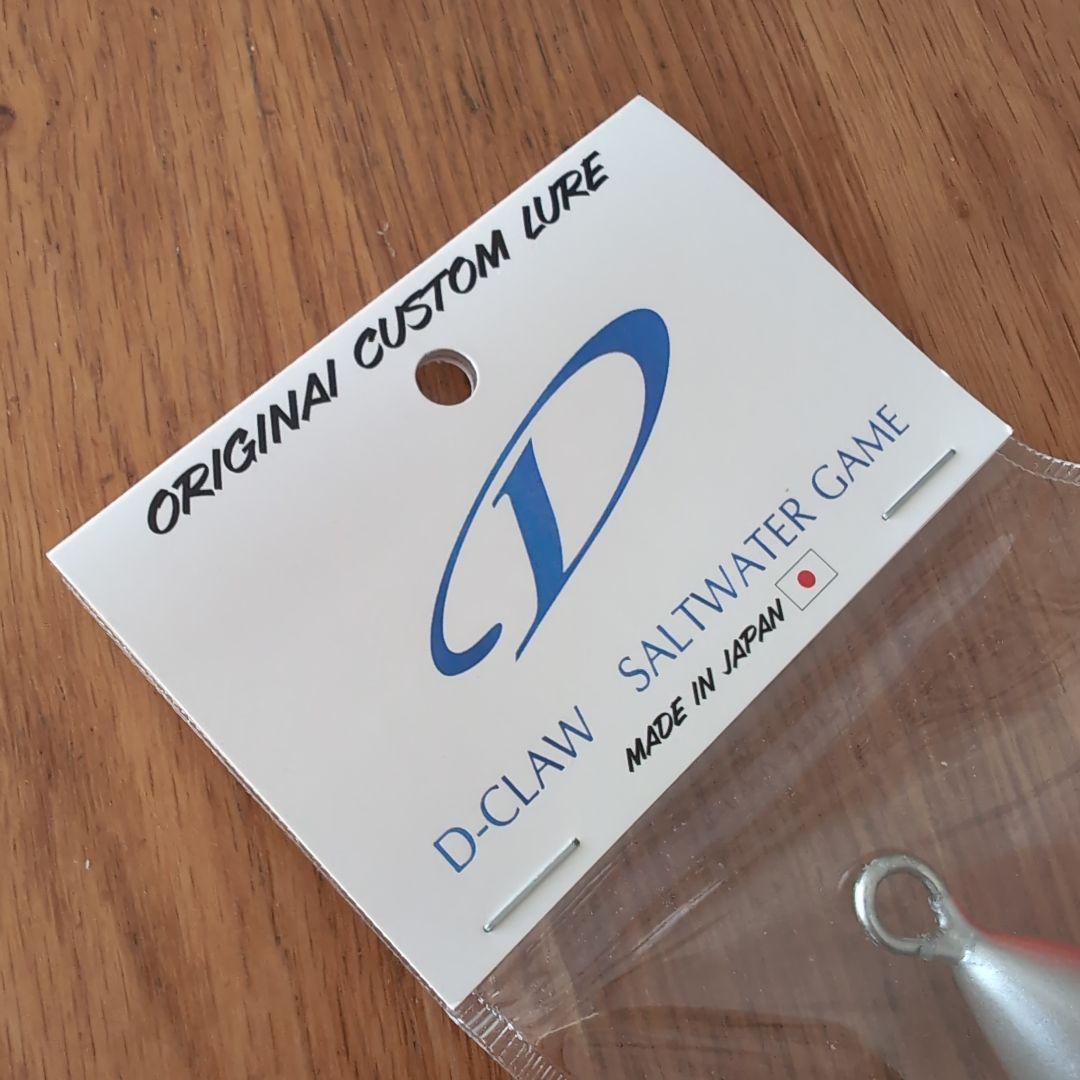 ORIGINAI CUSTOM LURE
D
D-CLAW SALTWATER GAME
MADE IN JAPAN